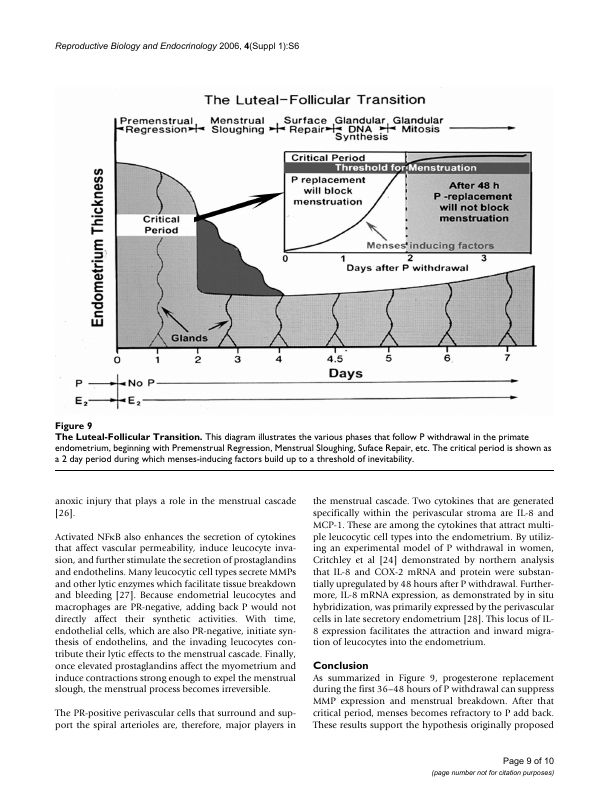 Reproductive Biology and Endocrinology 2006, 4(Suppl 1):S6
The Luteal-Follicular Transition
Premenstrual
Regression
Menstrual
Sloughing
Surface
Repair
Glandular
DNA
Synthesis
Glandular
Mitosis
Critical Period
Threshold for Menstruation
P replacement
will block
menstruation
After 48 h
P -replacement
will not block
menstruation
Menses inducing factors
0 1 2 3
Days after P withdrawal
Endometrium Thickness
Critical
Period
Glands
0 1 2 3 4 4.5 5 6 7
Days
P No P
E2 E2
Figure 9
The Luteal-Follicular Transition. This diagram illustrates the various phases that follow P withdrawal in the primate
endometrium, beginning with Premenstrual Regression, Menstrual Sloughing, Suface Repair, etc. The critical period is shown as
a 2 day period during which menses-inducing factors build up to a threshold of inevitability.
anoxic injury that plays a role in the menstrual cascade
[26].
Activated NFκB also enhances the secretion of cytokines
that affect vascular permeability, induce leucocyte inva-
sion, and further stimulate the secretion of prostaglandins
and endothelins. Many leucocytic cell types secrete MMPs
and other lytic enzymes which facilitate tissue breakdown
and bleeding [27]. Because endometrial leucocytes and
macrophages are PR-negative, adding back P would not
directly affect their synthetic activities. With time,
endothelial cells, which are also PR-negative, initiate syn-
thesis of endothelins, and the invading leucocytes con-
tribute their lytic effects to the menstrual cascade. Finally,
once elevated prostaglandins affect the myometrium and
induce contractions strong enough to expel the menstrual
slough, the menstrual process becomes irreversible.
The PR-positive perivascular cells that surround and sup-
port the spiral arterioles are, therefore, major players in
the menstrual cascade. Two cytokines that are generated
specifically within the perivascular stroma are IL-8 and
MCP-1. These are among the cytokines that attract multi-
ple leucocytic cell types into the endometrium. By utiliz-
ing an experimental model of P withdrawal in women,
Critchley et al [24] demonstrated by northern analysis
that IL-8 and COX-2 mRNA and protein were substan-
tially upregulated by 48 hours after P withdrawal. Further-
more, IL-8 mRNA expression, as demonstrated by in situ
hybridization, was primarily expressed by the perivascular
cells in late secretory endometrium [28]. This locus of IL-
8 expression facilitates the attraction and inward migra-
tion of leucocytes into the endometrium.
Conclusion
As summarized in Figure 9, progesterone replacement
during the first 36–48 hours of P withdrawal can suppress
MMP expression and menstrual breakdown. After that
critical period, menses becomes refractory to P add back.
These results support the hypothesis originally proposed
Page 9 of 10
(page number not for citation purposes)